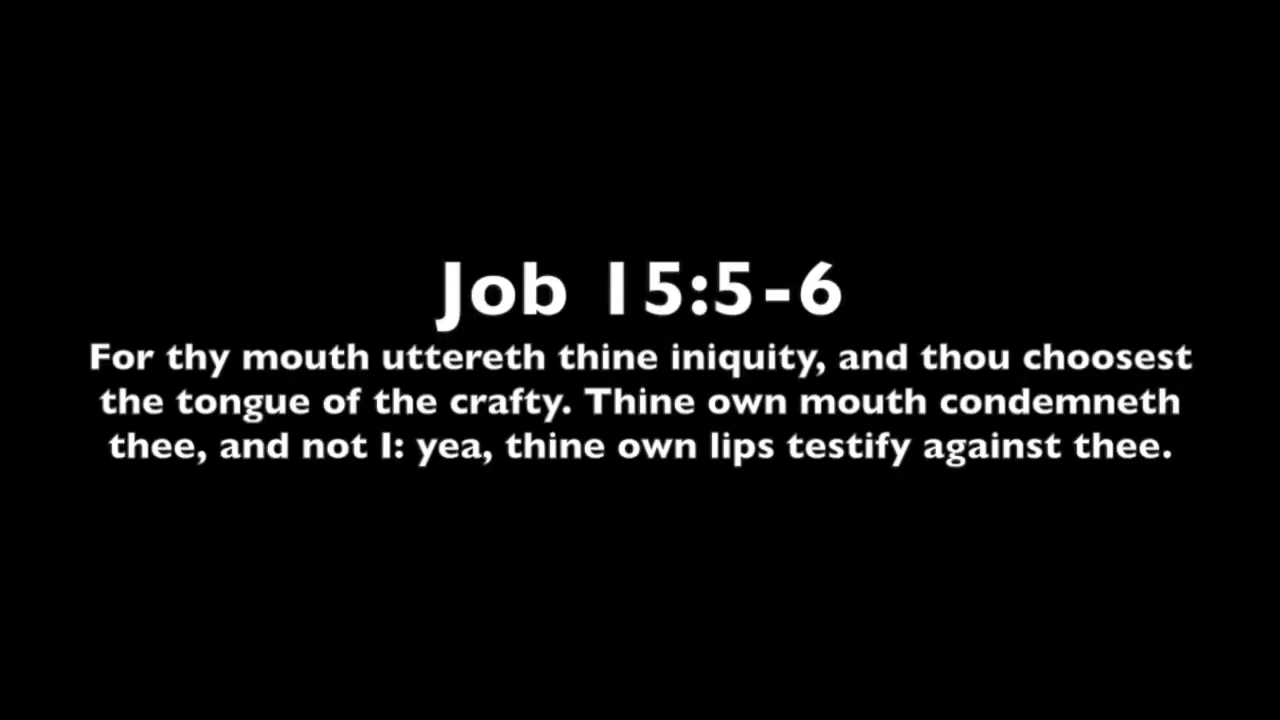 Job 15:5-6
For thy mouth uttereth thine iniquity, and thou choosest
the tongue of the crafty. Thine own mouth condemneth
thee, and not I: yea, thine own lips testify against thee.